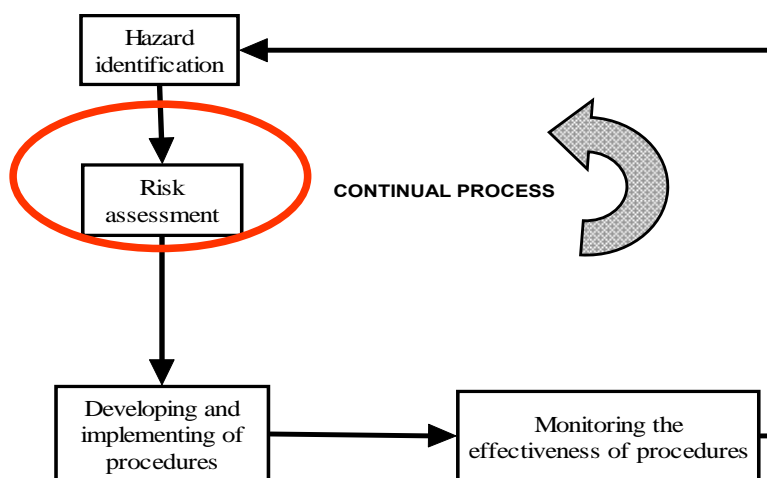 Hazard
identification
Risk
assessment
CONTINUAL PROCESS
Developing and
implementing of
procedures
Monitoring the
effectiveness of procedures